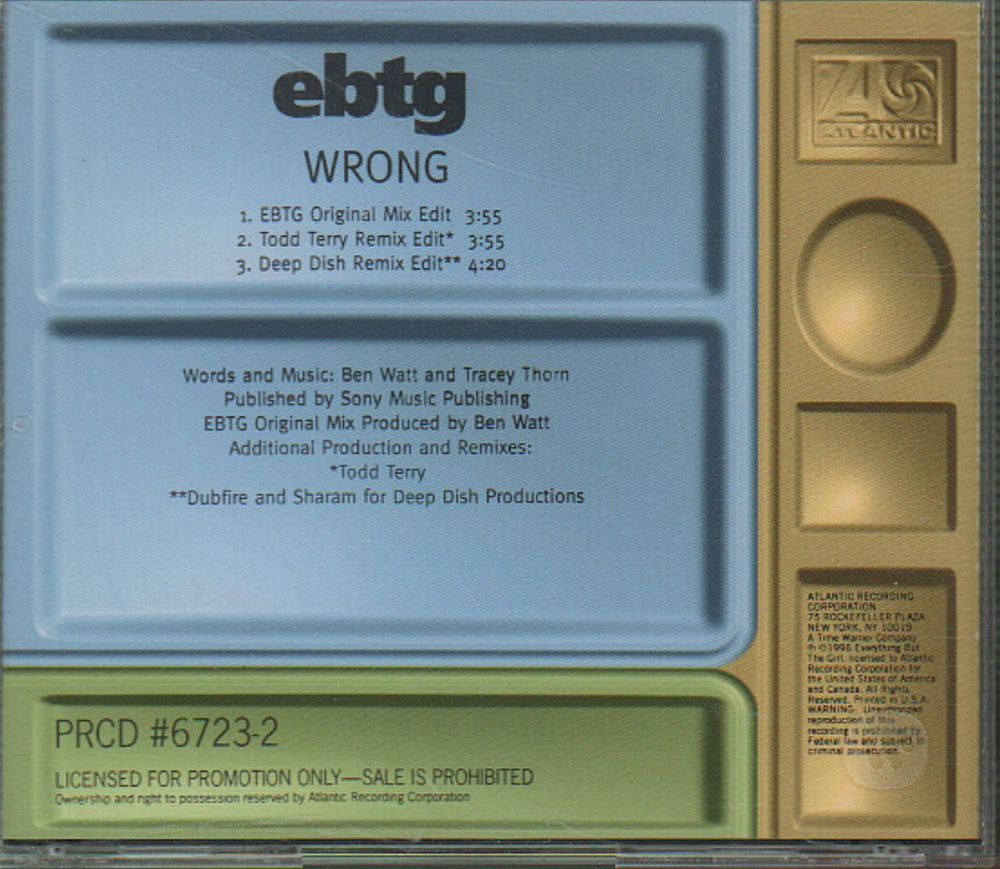 ebtg
WRONG
1. EBTG Original Mix Edit 3:55
2. Todd Terry Remix Edit* 3:55
3. Deep Dish Remix Edit** 4:20
Words and Music: Ben Watt and Tracey Thorn
Published by Sony Music Publishing
EBTG Original Mix Produced by Ben Watt
Additional Production and Remixes:
*Todd Terry
**Dubfire and Sharam for Deep Dish Productions
PRCD #6723-2
LICENSED FOR PROMOTION ONLY—SALE IS PROHIBITED
Ownership and right to possession reserved by Atlantic Recording Corporation
ATLANTIC
ATLANTIC RECORDING
CORPORATION
75 ROCKEFELLER PLAZA
NEW YORK, NY 10019
A Time Warner Company
℗ ©1996 Everything But
The Girl, licensed to Atlantic
Recording Corporation for
the United States of America
and Canada. All Rights
Reserved. Printed in U.S.A.
WARNING: Unauthorized
reproduction of this
recording is prohibited by
Federal law and subject to
criminal prosecution.